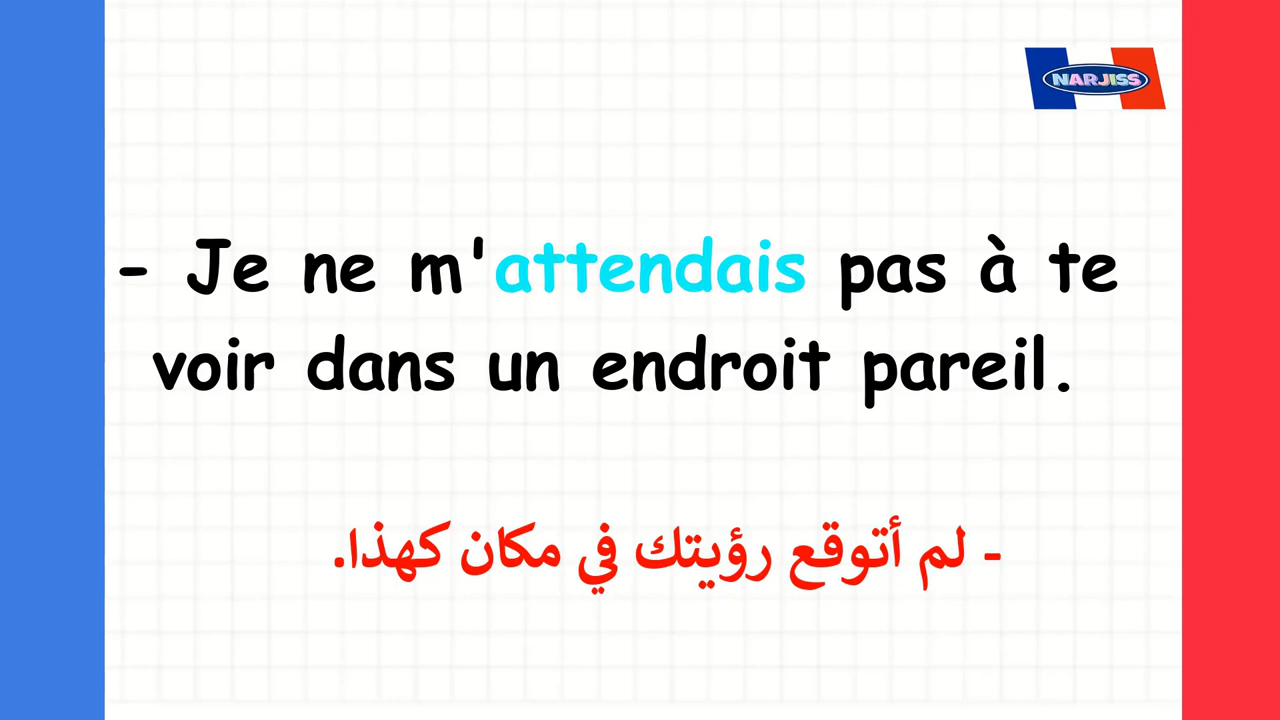 NARJISS
- Je ne m'attendais pas à te
voir dans un endroit pareil.
- لم أتوقع رؤيتك في مكان كهذا.